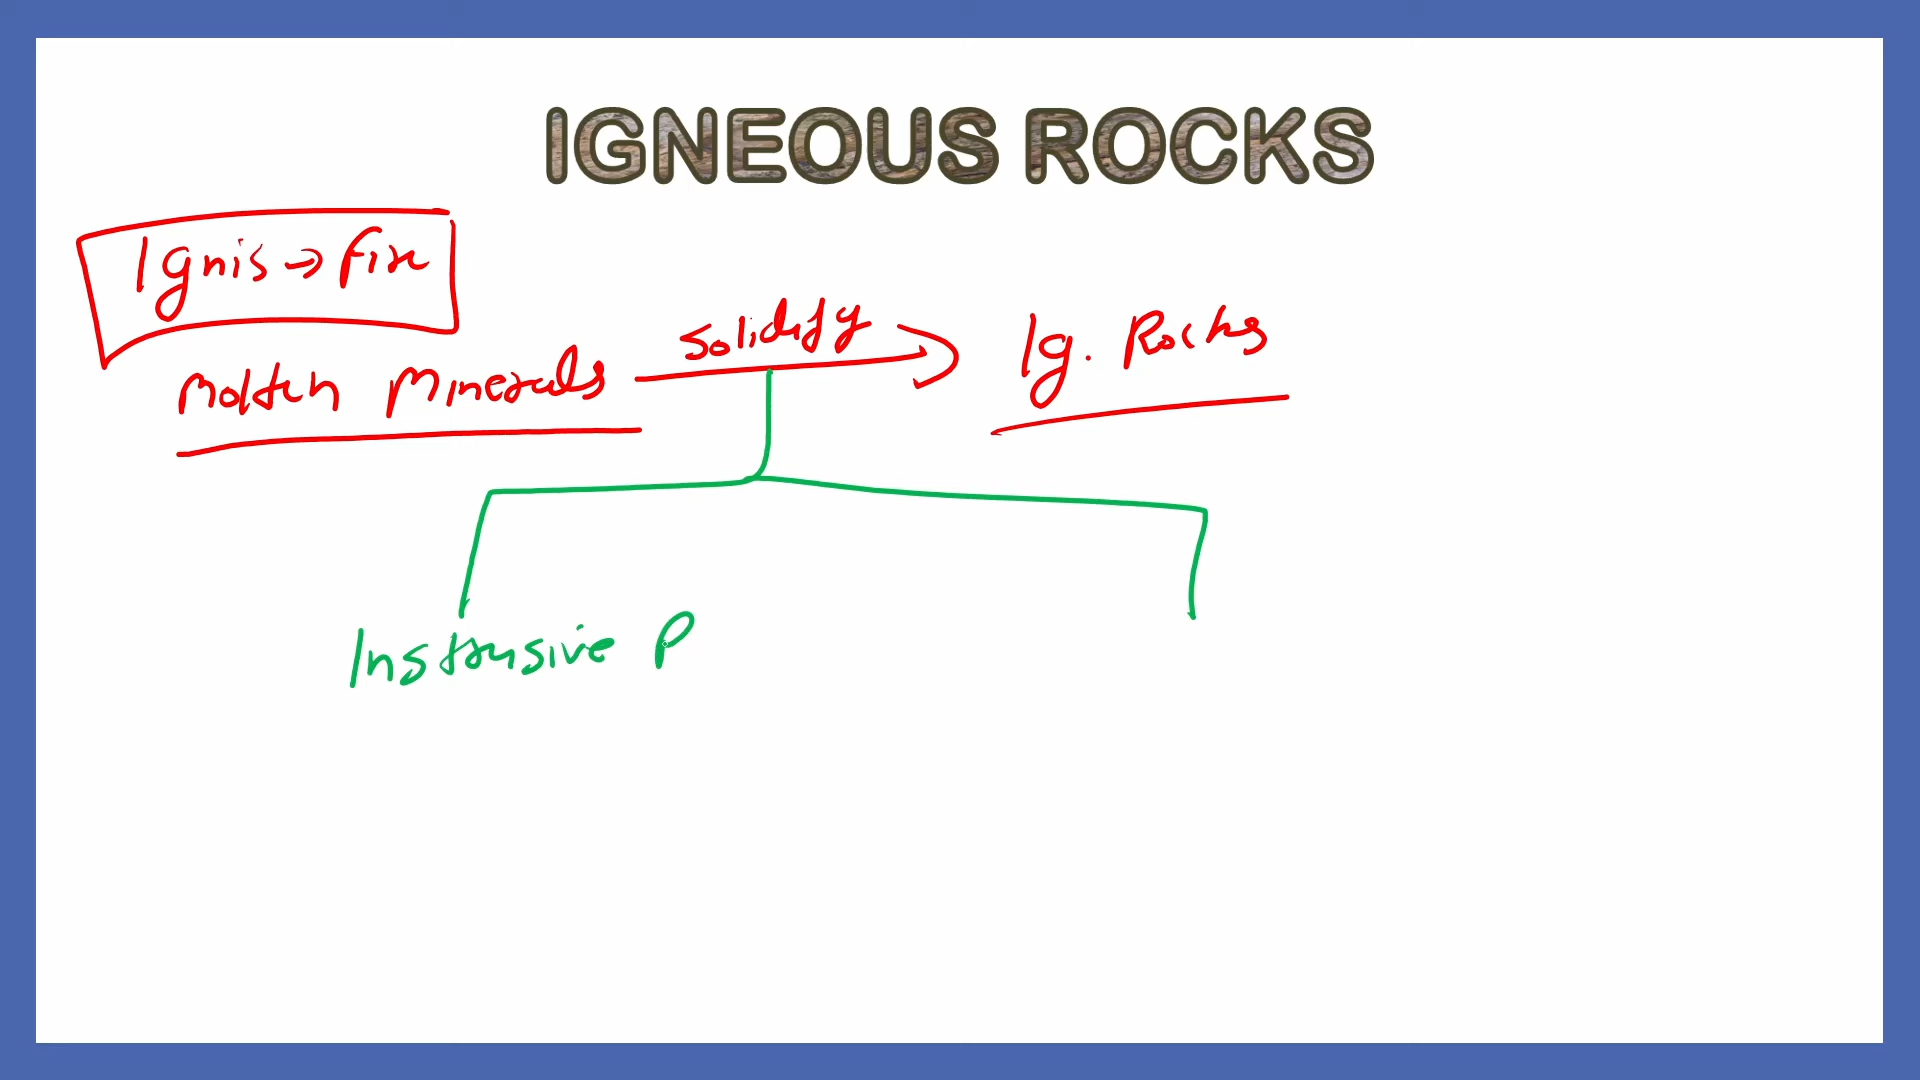 IGNEOUS ROCKS
Ignis → fire
Molten Minerals solidify → Ig. Rocks
Instrusive P